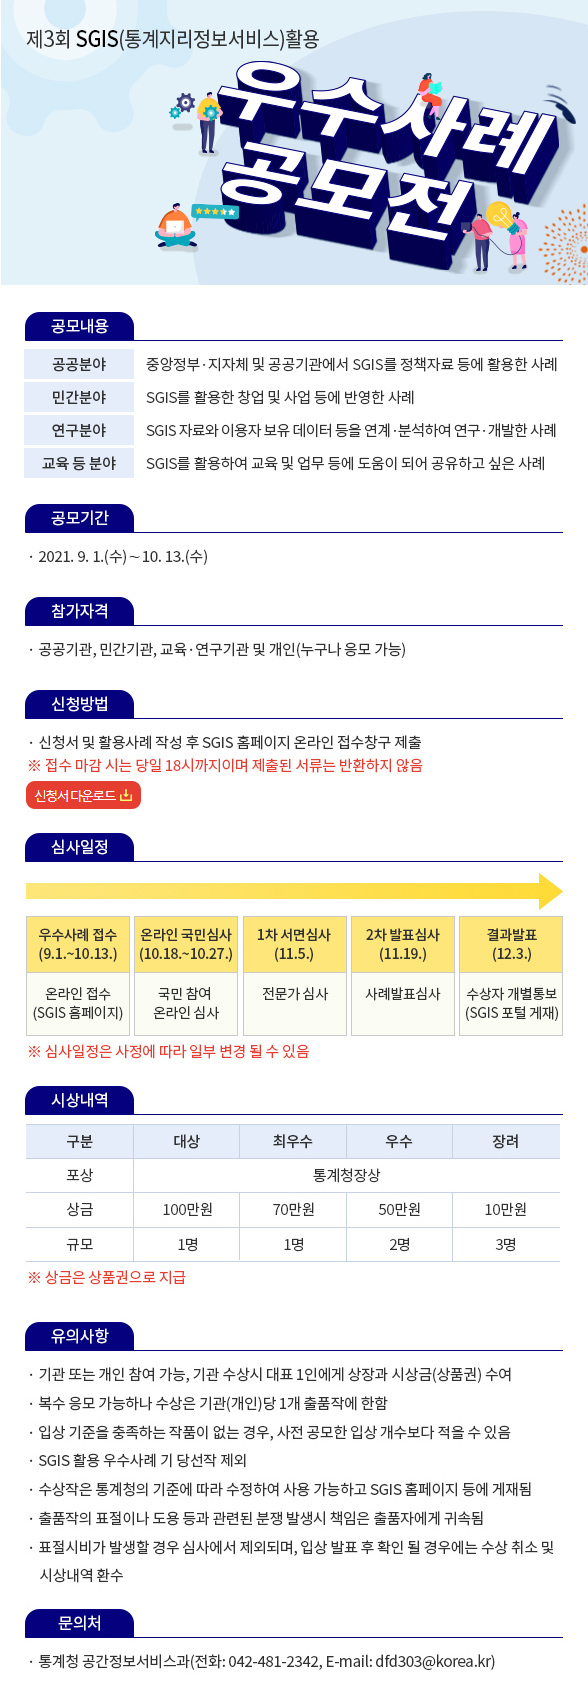 제3회 SGIS(통계지리정보서비스)활용
우수사례
공모전
공모내용
공공분야 중앙정부·지자체 및 공공기관에서 SGIS를 정책자료 등에 활용한 사례
민간분야 SGIS를 활용한 창업 및 사업 등에 반영한 사례
연구분야 SGIS 자료와 이용자 보유 데이터 등을 연계·분석하여 연구·개발한 사례
교육 등 분야 SGIS를 활용하여 교육 및 업무 등에 도움이 되어 공유하고 싶은 사례
공모기간
· 2021. 9. 1.(수) ~ 10. 13.(수)
참가자격
· 공공기관, 민간기관, 교육·연구기관 및 개인(누구나 응모 가능)
신청방법
· 신청서 및 활용사례 작성 후 SGIS 홈페이지 온라인 접수창구 제출
※ 접수 마감 시는 당일 18시까지이며 제출된 서류는 반환하지 않음
신청서 다운로드
심사일정
우수사례 접수 온라인 국민심사 1차 서면심사 2차 발표심사 결과발표
(9.1.~10.13.) (10.18.~10.27.) (11.5.) (11.19.) (12.3.)
온라인 접수 국민 참여 전문가 심사 사례발표심사 수상자 개별통보
(SGIS 홈페이지) 온라인 심사 (SGIS 포털 게재)
※ 심사일정은 사정에 따라 일부 변경 될 수 있음
시상내역
구분 대상 최우수 우수 장려
포상 통계청장상
상금 100만원 70만원 50만원 10만원
규모 1명 1명 2명 3명
※ 상금은 상품권으로 지급
유의사항
· 기관 또는 개인 참여 가능, 기관 수상시 대표 1인에게 상장과 시상금(상품권) 수여
· 복수 응모 가능하나 수상은 기관(개인)당 1개 출품작에 한함
· 입상 기준을 충족하는 작품이 없는 경우, 사전 공모한 입상 개수보다 적을 수 있음
· SGIS 활용 우수사례 기 당선작 제외
· 수상작은 통계청의 기준에 따라 수정하여 사용 가능하고 SGIS 홈페이지 등에 게재됨
· 출품작의 표절이나 도용 등과 관련된 분쟁 발생시 책임은 출품자에게 귀속됨
· 표절시비가 발생할 경우 심사에서 제외되며, 입상 발표 후 확인 될 경우에는 수상 취소 및
시상내역 환수
문의처
· 통계청 공간정보서비스과(전화: 042-481-2342, E-mail: dfd303@korea.kr)